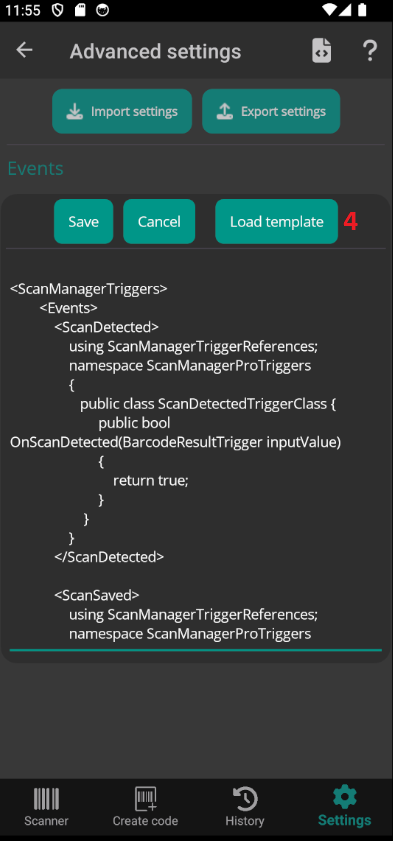 11:55
Advanced settings
?
Import settings Export settings
Events
Save Cancel Load template 4
<ScanManagerTriggers>
<Events>
<ScanDetected>
using ScanManagerTriggerReferences;
namespace ScanManagerProTriggers
{
public class ScanDetectedTriggerClass {
public bool
OnScanDetected(BarcodeResultTrigger inputValue)
{
return true;
}
}
}
</ScanDetected>
<ScanSaved>
using ScanManagerTriggerReferences;
namespace ScanManagerProTriggers
Scanner Create code History Settings